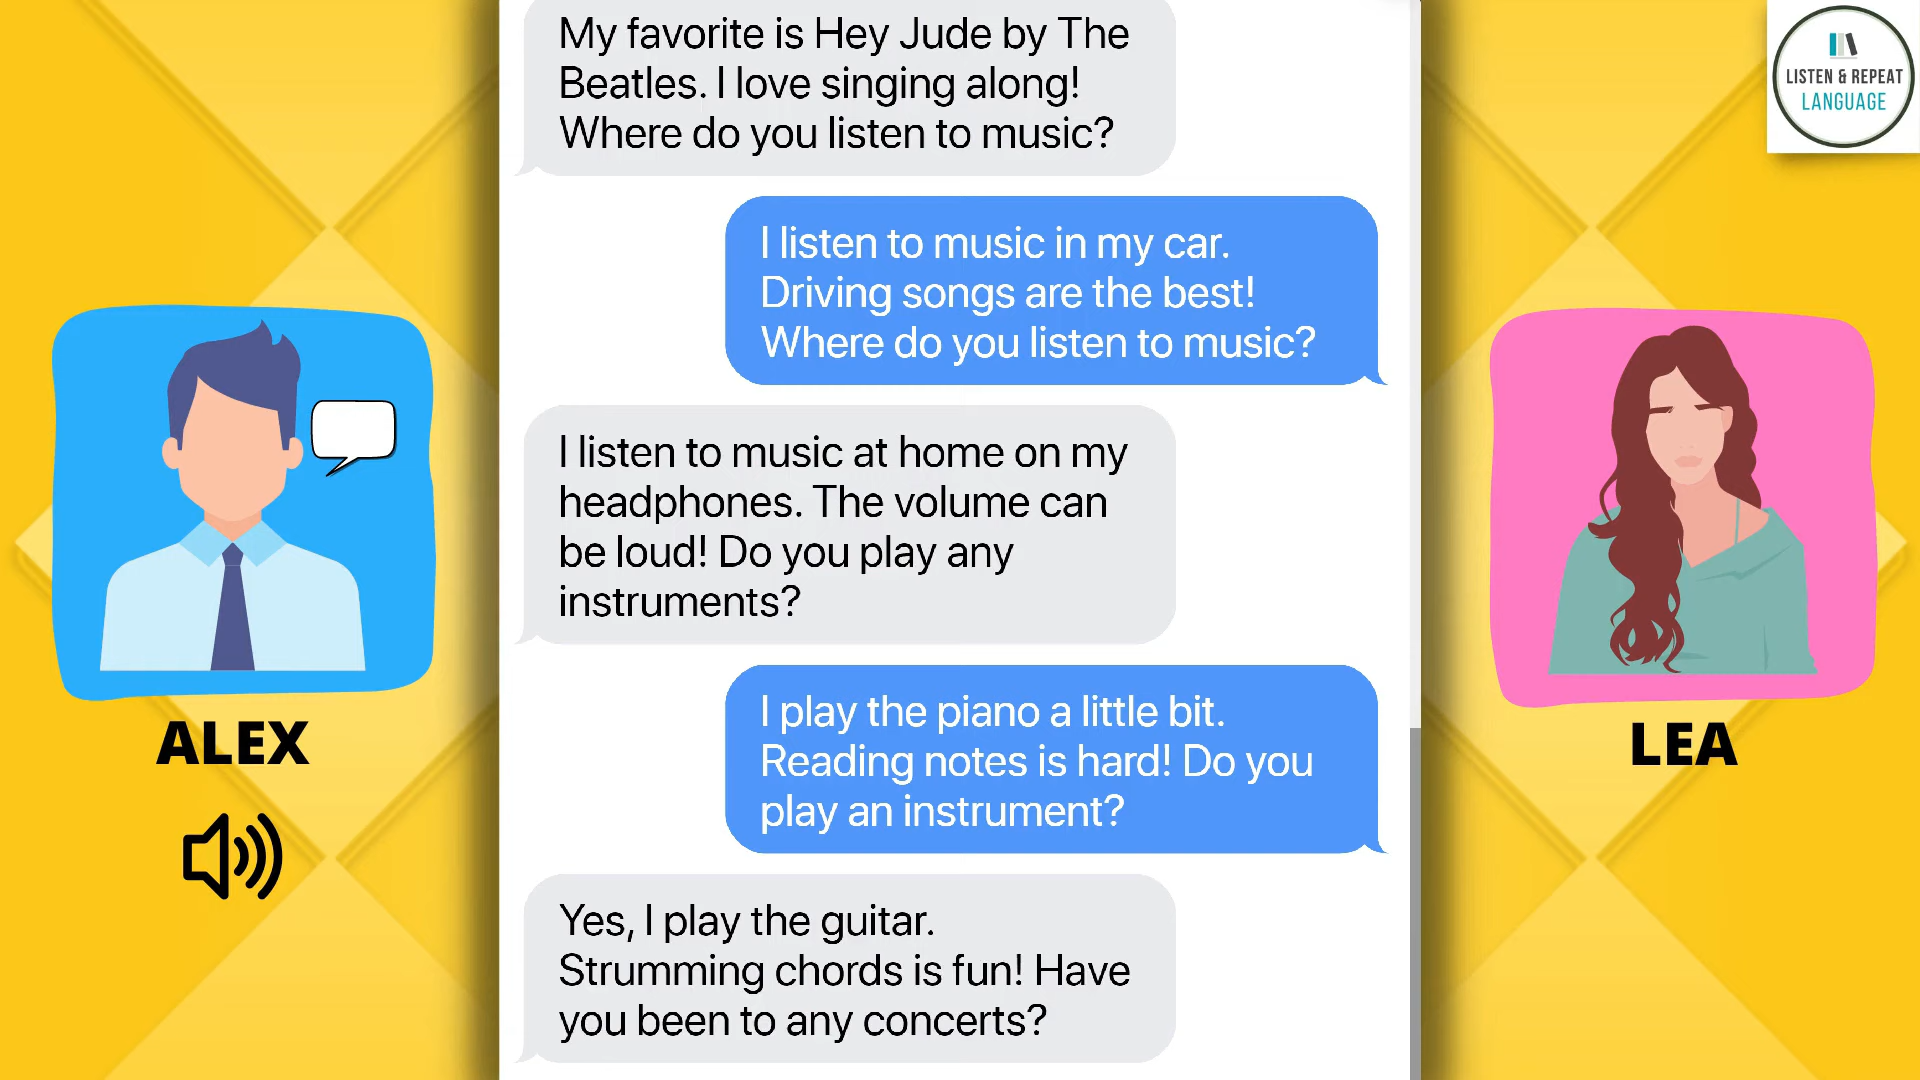 My favorite is Hey Jude by The
Beatles. I love singing along!
Where do you listen to music?
I listen to music in my car.
Driving songs are the best!
Where do you listen to music?
I listen to music at home on my
headphones. The volume can
be loud! Do you play any
instruments?
I play the piano a little bit.
Reading notes is hard! Do you
play an instrument?
Yes, I play the guitar.
Strumming chords is fun! Have
you been to any concerts?
ALEX
LEA
LISTEN & REPEAT
LANGUAGE